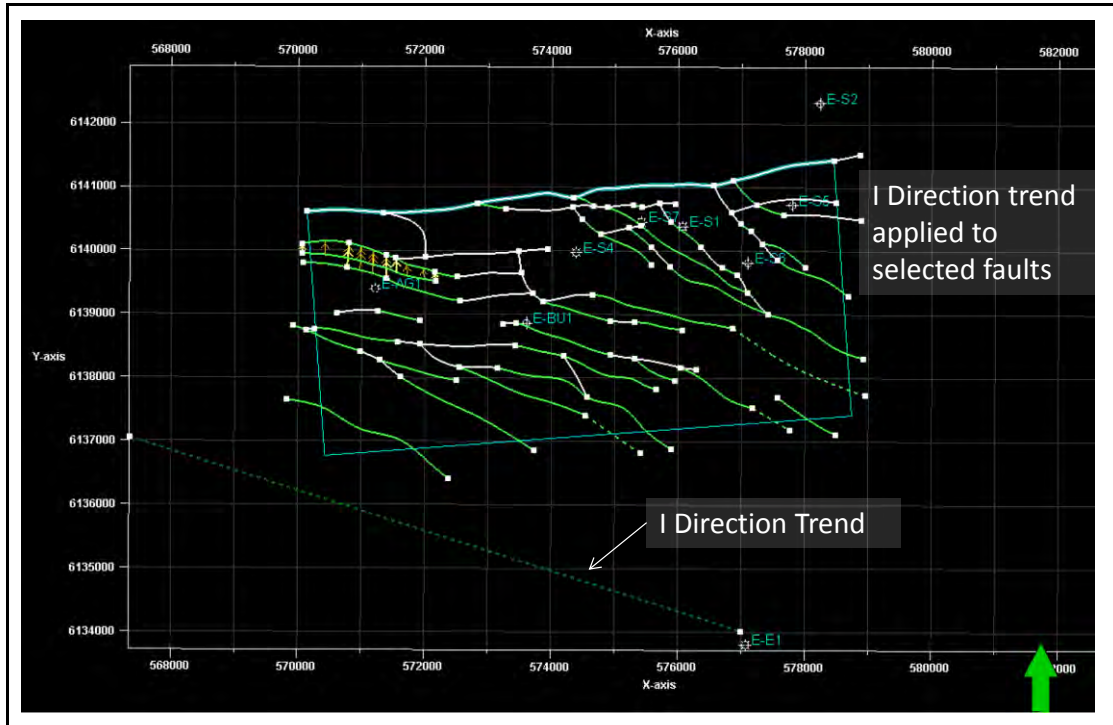 X-axis
568000 570000 572000 574000 576000 578000 580000 582000
E-S2
6142000
6141000
I Direction trend
applied to
selected faults
E-S5
E-S7 E-S1
6140000
E-S4
E-S6
E-AG1
6139000
E-BU1
Y-axis
6138000
6137000
6136000
I Direction Trend
6135000
6134000
E-E1
568000 570000 572000 574000 576000 578000 580000
X-axis